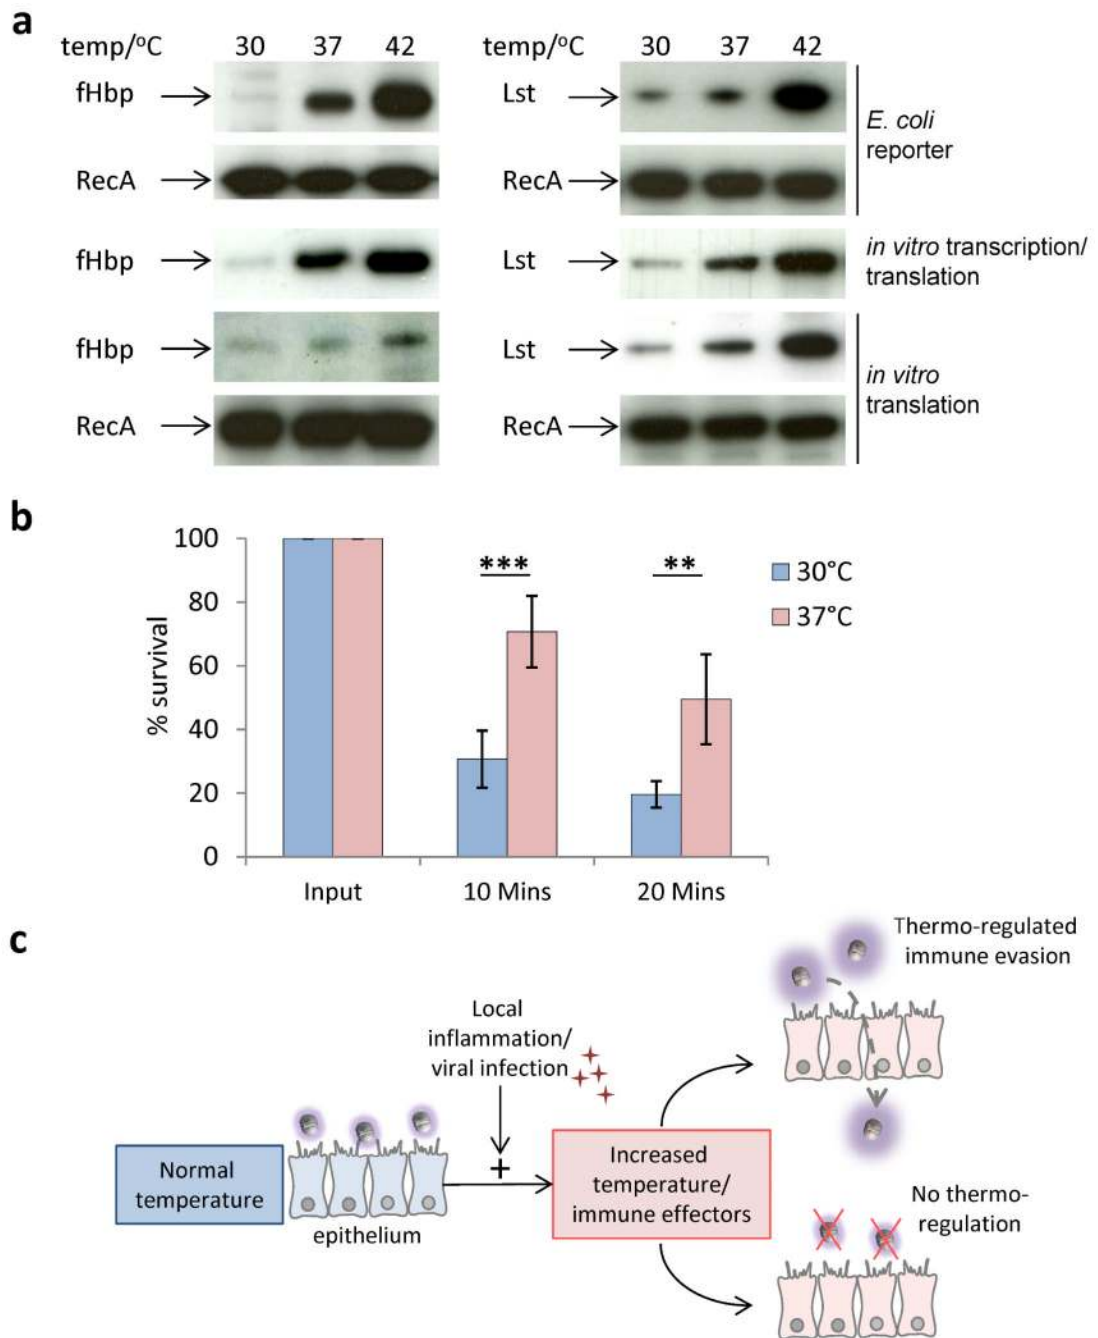 a
temp/°C 30 37 42
temp/°C 30 37 42
fHbp
Lst
E. coli
reporter
RecA
RecA
fHbp
Lst
in vitro transcription/
translation
fHbp
Lst
in vitro
translation
RecA
RecA
b
% survival
100
80
60
40
20
0
***
**
30°C
37°C
Input
10 Mins
20 Mins
c
Normal
temperature
epithelium
Local
inflammation/
viral infection
+
Increased
temperature/
immune effectors
Thermo-regulated
immune evasion
No thermo-
regulation